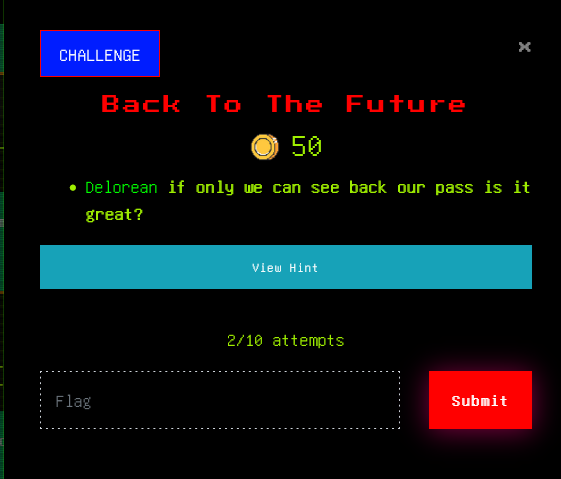 CHALLENGE
×
Back To The Future
50
• Delorean if only we can see back our pass is it
great?
View Hint
2/10 attempts
Flag
Submit